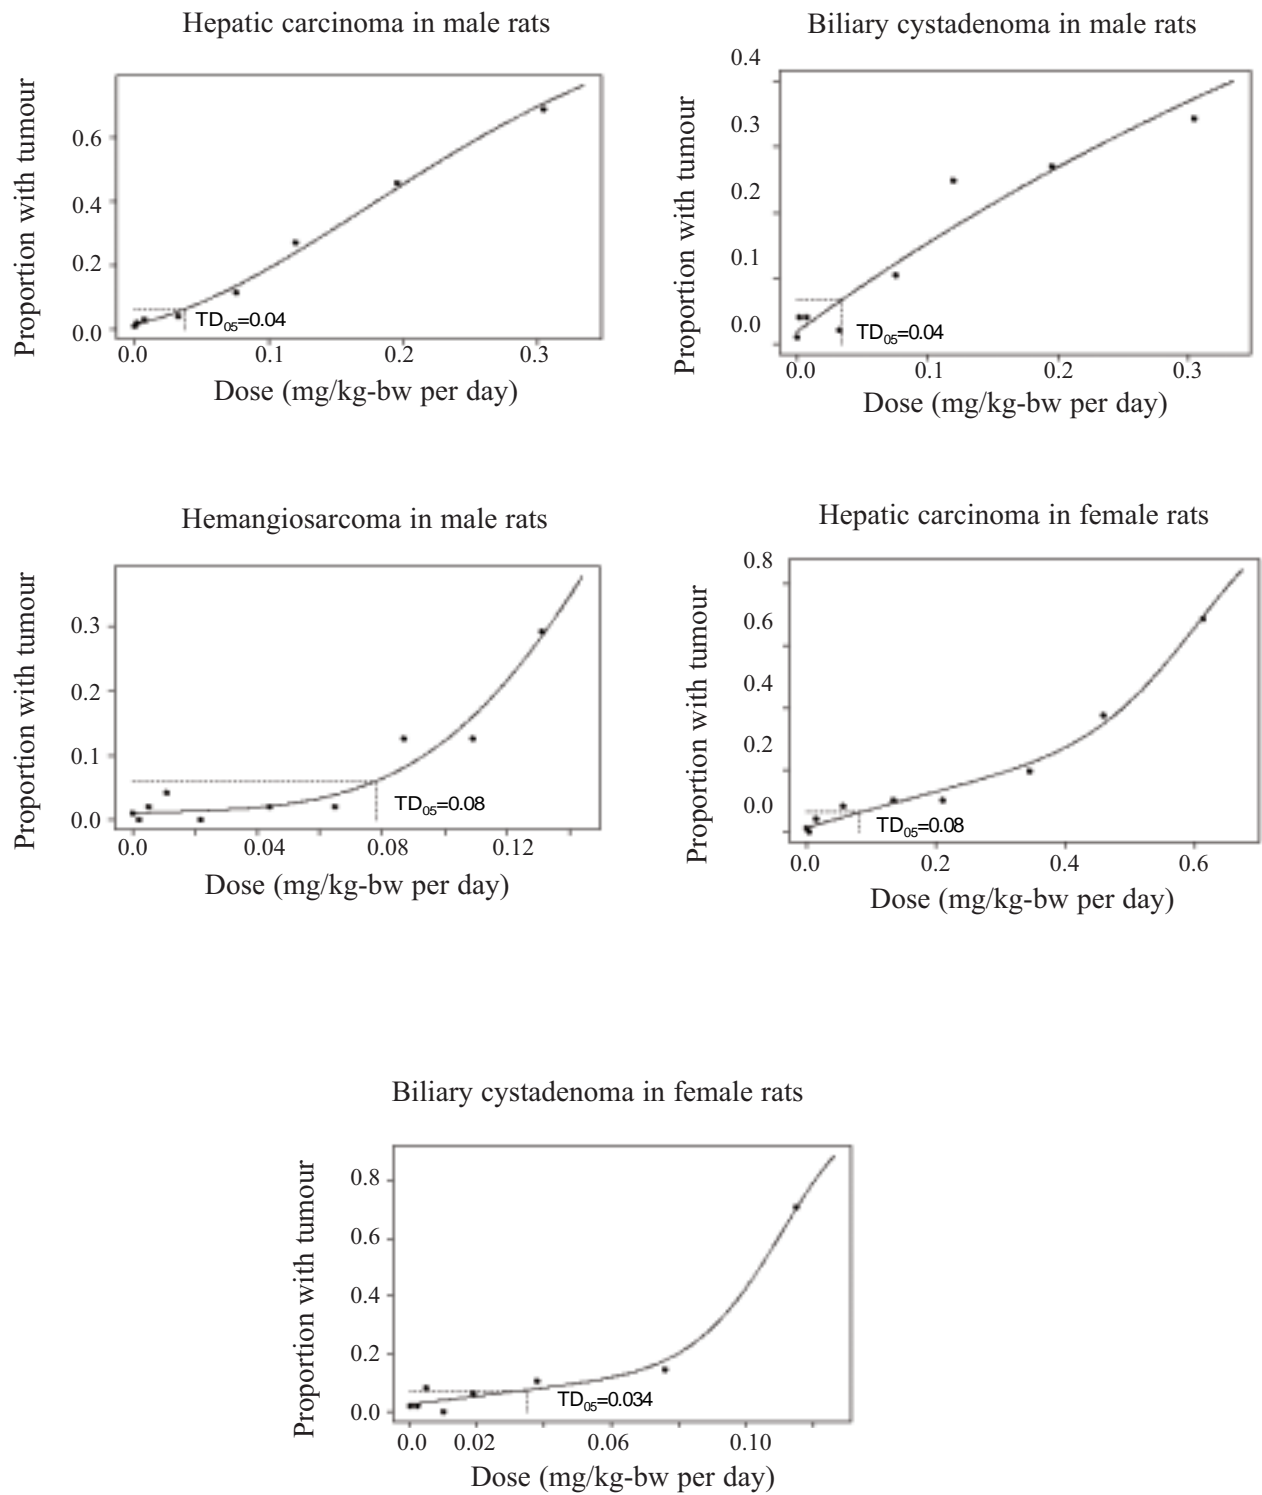 Hepatic carcinoma in male rats
Proportion with tumour
0.6
0.4
0.2
0.0
TD05=0.04
0.0 0.1 0.2 0.3
Dose (mg/kg-bw per day)
Biliary cystadenoma in male rats
Proportion with tumour
0.4
0.3
0.2
0.1
0.0
TD05=0.04
0.0 0.1 0.2 0.3
Dose (mg/kg-bw per day)
Hemangiosarcoma in male rats
Proportion with tumour
0.3
0.2
0.1
0.0
TD05=0.08
0.0 0.04 0.08 0.12
Dose (mg/kg-bw per day)
Hepatic carcinoma in female rats
Proportion with tumour
0.8
0.6
0.4
0.2
0.0
TD05=0.08
0.0 0.2 0.4 0.6
Dose (mg/kg-bw per day)
Biliary cystadenoma in female rats
Proportion with tumour
0.8
0.6
0.4
0.2
0.0
TD05=0.034
0.0 0.02 0.06 0.10
Dose (mg/kg-bw per day)